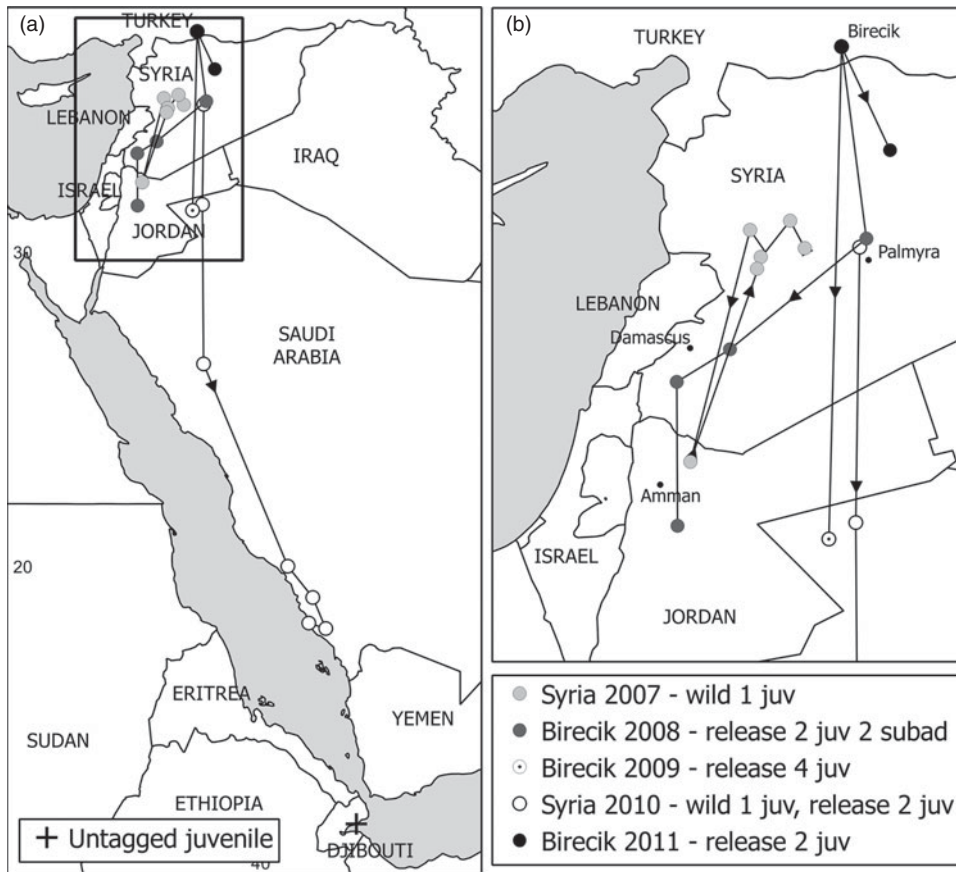 (a)
TURKEY
SYRIA
LEBANON
IRAQ
ISRAEL
JORDAN
30
SAUDI
ARABIA
20
ERITREA
YEMEN
SUDAN
ETHIOPIA
+ Untagged juvenile
DJIBOUTI
40
(b)
Birecik
TURKEY
SYRIA
Palmyra
LEBANON
Damascus
Amman
ISRAEL
JORDAN
Syria 2007 - wild 1 juv
Birecik 2008 - release 2 juv 2 subad
Birecik 2009 - release 4 juv
Syria 2010 - wild 1 juv, release 2 juv
Birecik 2011 - release 2 juv